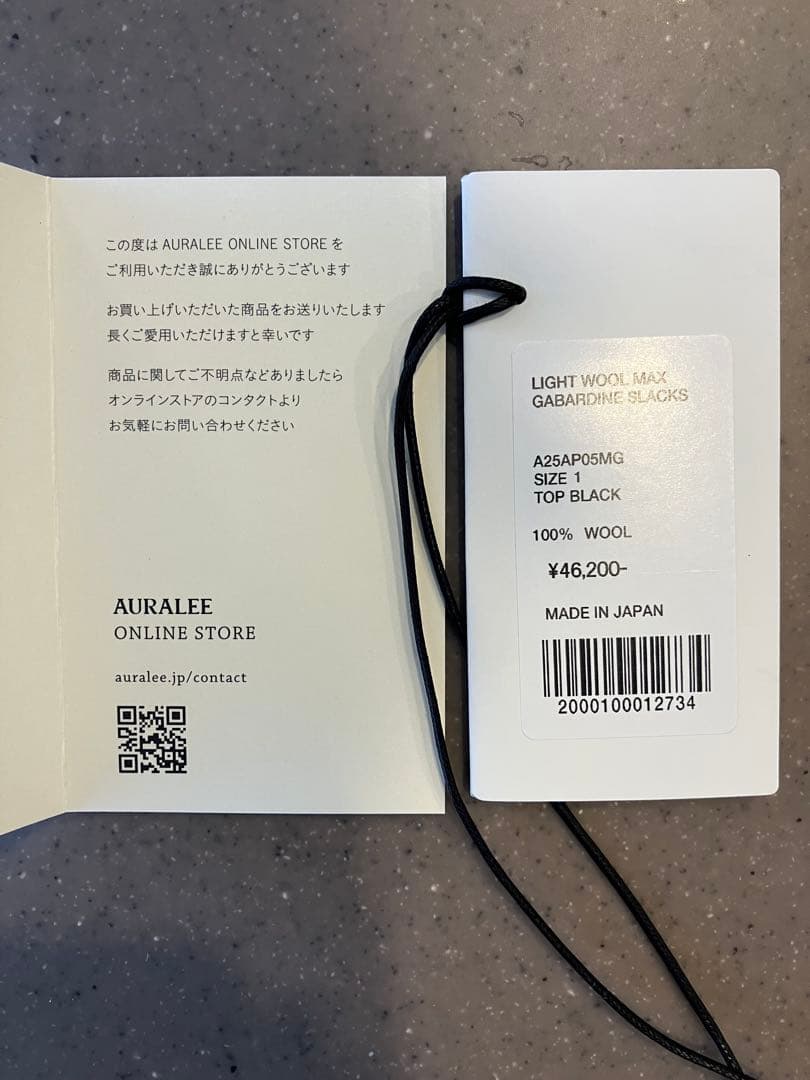 この度は AURALEE ONLINE STORE を
ご利用いただき誠にありがとうございます
お買い上げいただいた商品をお送りいたします
長くご愛用いただけますと幸いです
商品に関してご不明点などありましたら
オンラインストアのコンタクトより
お気軽にお問い合わせください
AURALEE
ONLINE STORE
auralee.jp/contact
LIGHT WOOL MAX
GABARDINE SLACKS
A25AP05MG
SIZE 1
TOP BLACK
100% WOOL
¥46,200-
MADE IN JAPAN
2000100012734